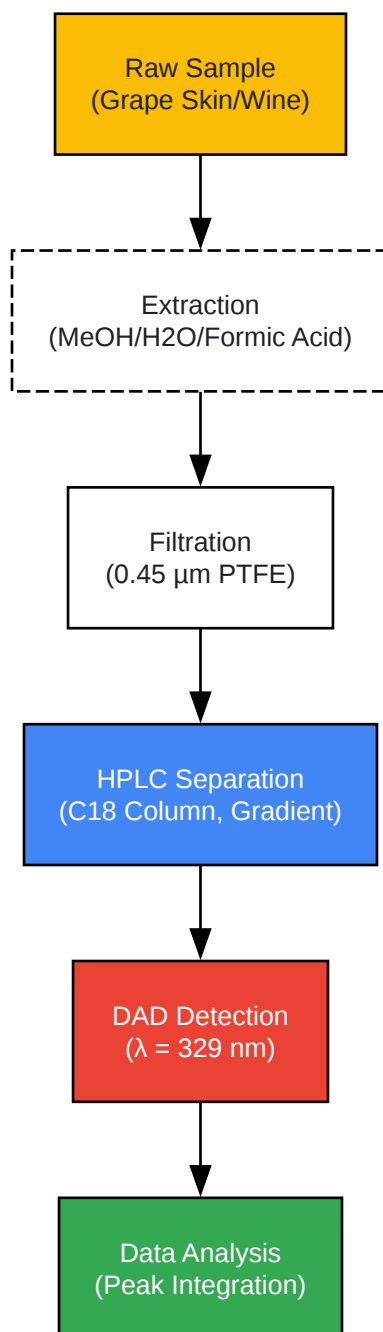 Raw Sample
(Grape Skin/Wine)
Extraction
(MeOH/H2O/Formic Acid)
Filtration
(0.45 µm PTFE)
HPLC Separation
(C18 Column, Gradient)
DAD Detection
(λ = 329 nm)
Data Analysis
(Peak Integration)